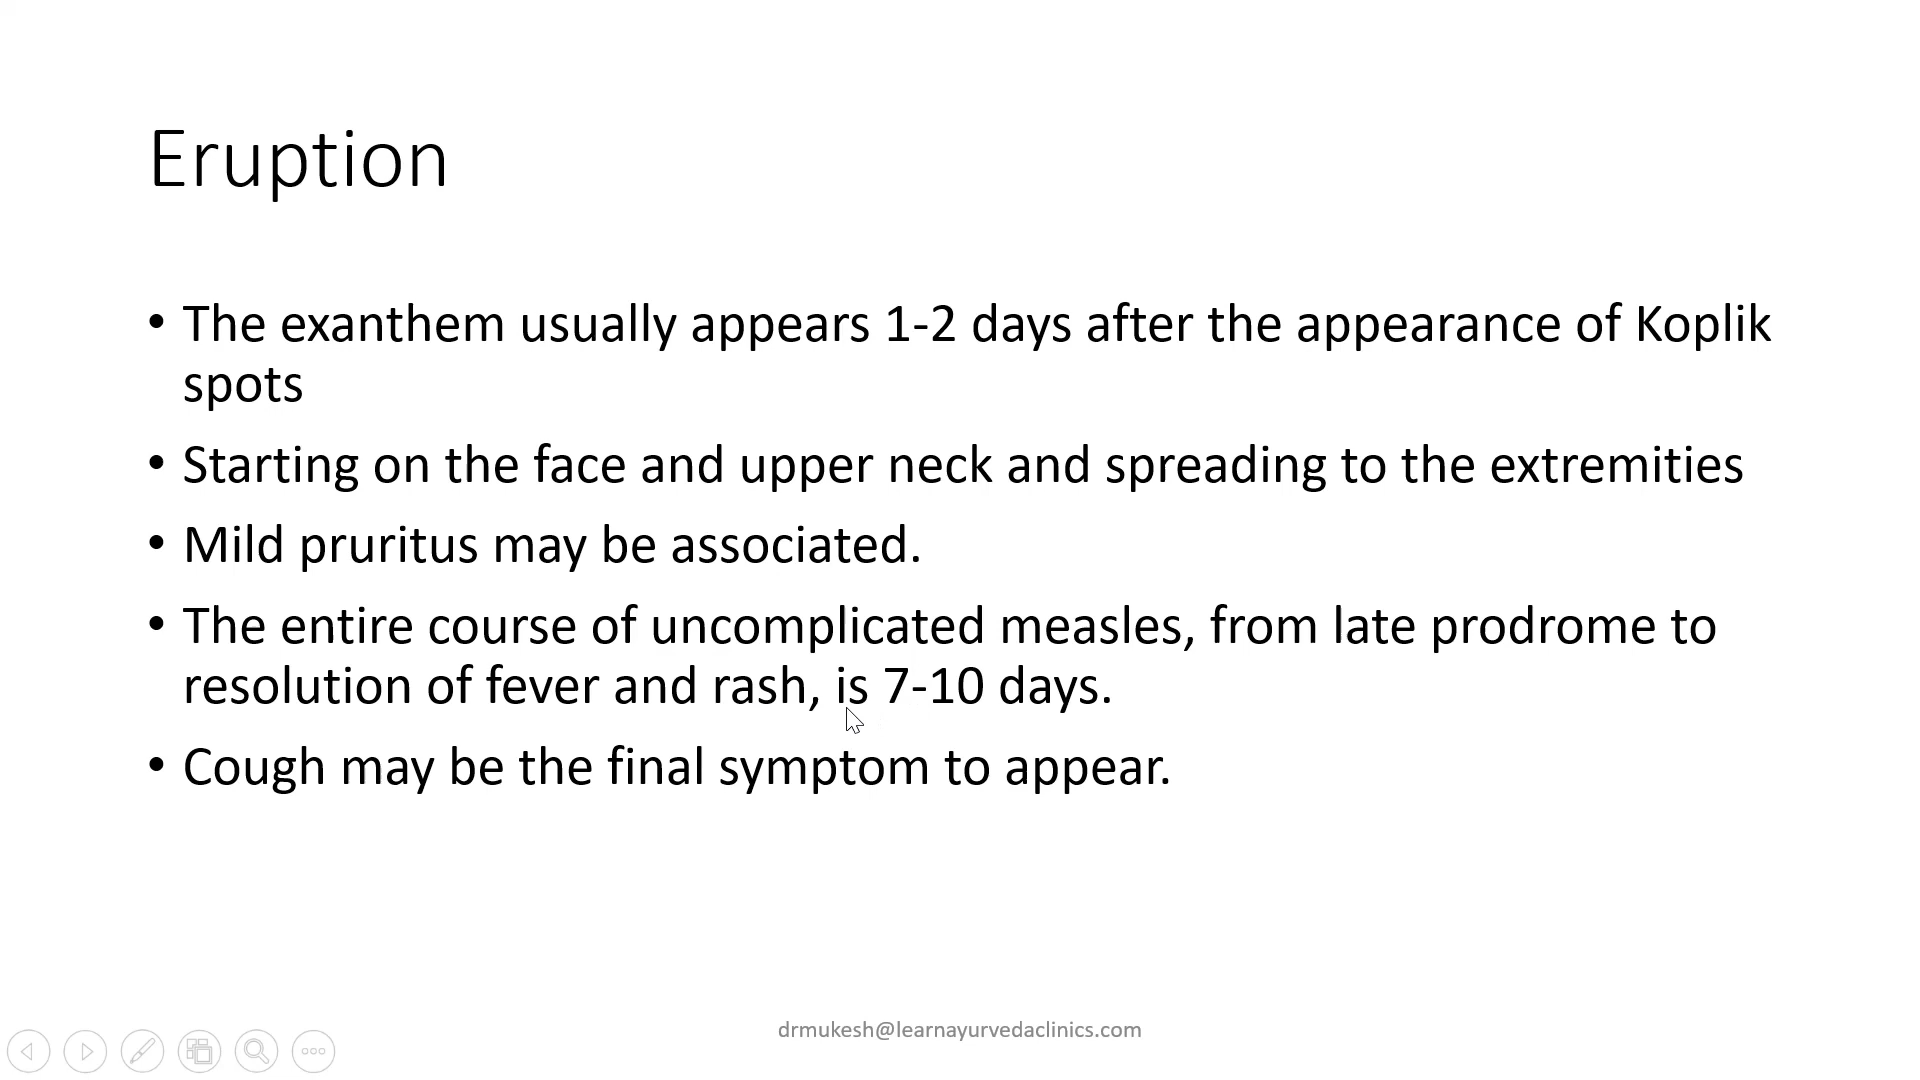 Eruption
• The exanthem usually appears 1-2 days after the appearance of Koplik
spots
• Starting on the face and upper neck and spreading to the extremities
• Mild pruritus may be associated.
• The entire course of uncomplicated measles, from late prodrome to
resolution of fever and rash, is 7-10 days.
• Cough may be the final symptom to appear.
drmukesh@learnayurvedaclinics.com